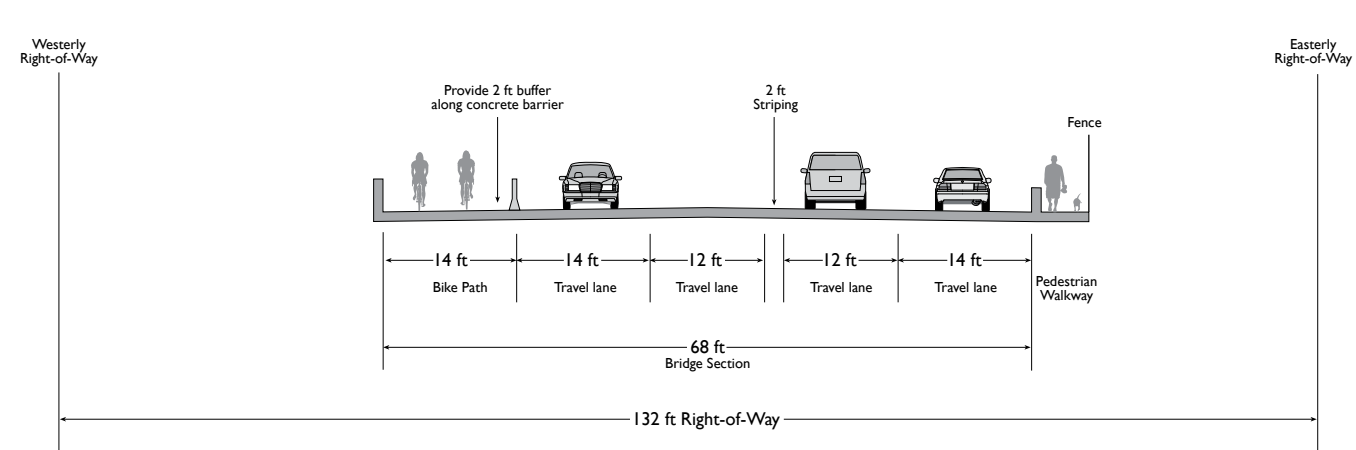 Westerly
Right-of-Way
Easterly
Right-of-Way
Provide 2 ft buffer
along concrete barrier
2 ft
Striping
Fence
14 ft
14 ft
12 ft
12 ft
14 ft
Bike Path
Travel lane
Travel lane
Travel lane
Travel lane
Pedestrian
Walkway
68 ft
Bridge Section
132 ft Right-of-Way